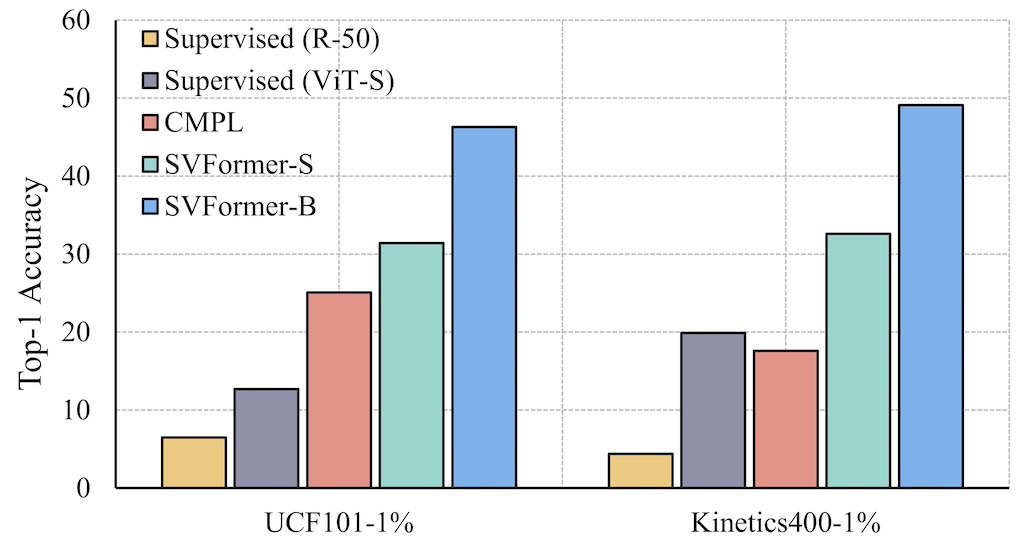 60
50
40
30
20
10
0
Top-1 Accuracy
Supervised (R-50)
Supervised (ViT-S)
CMPL
SVFormer-S
SVFormer-B
UCF101-1%
Kinetics400-1%